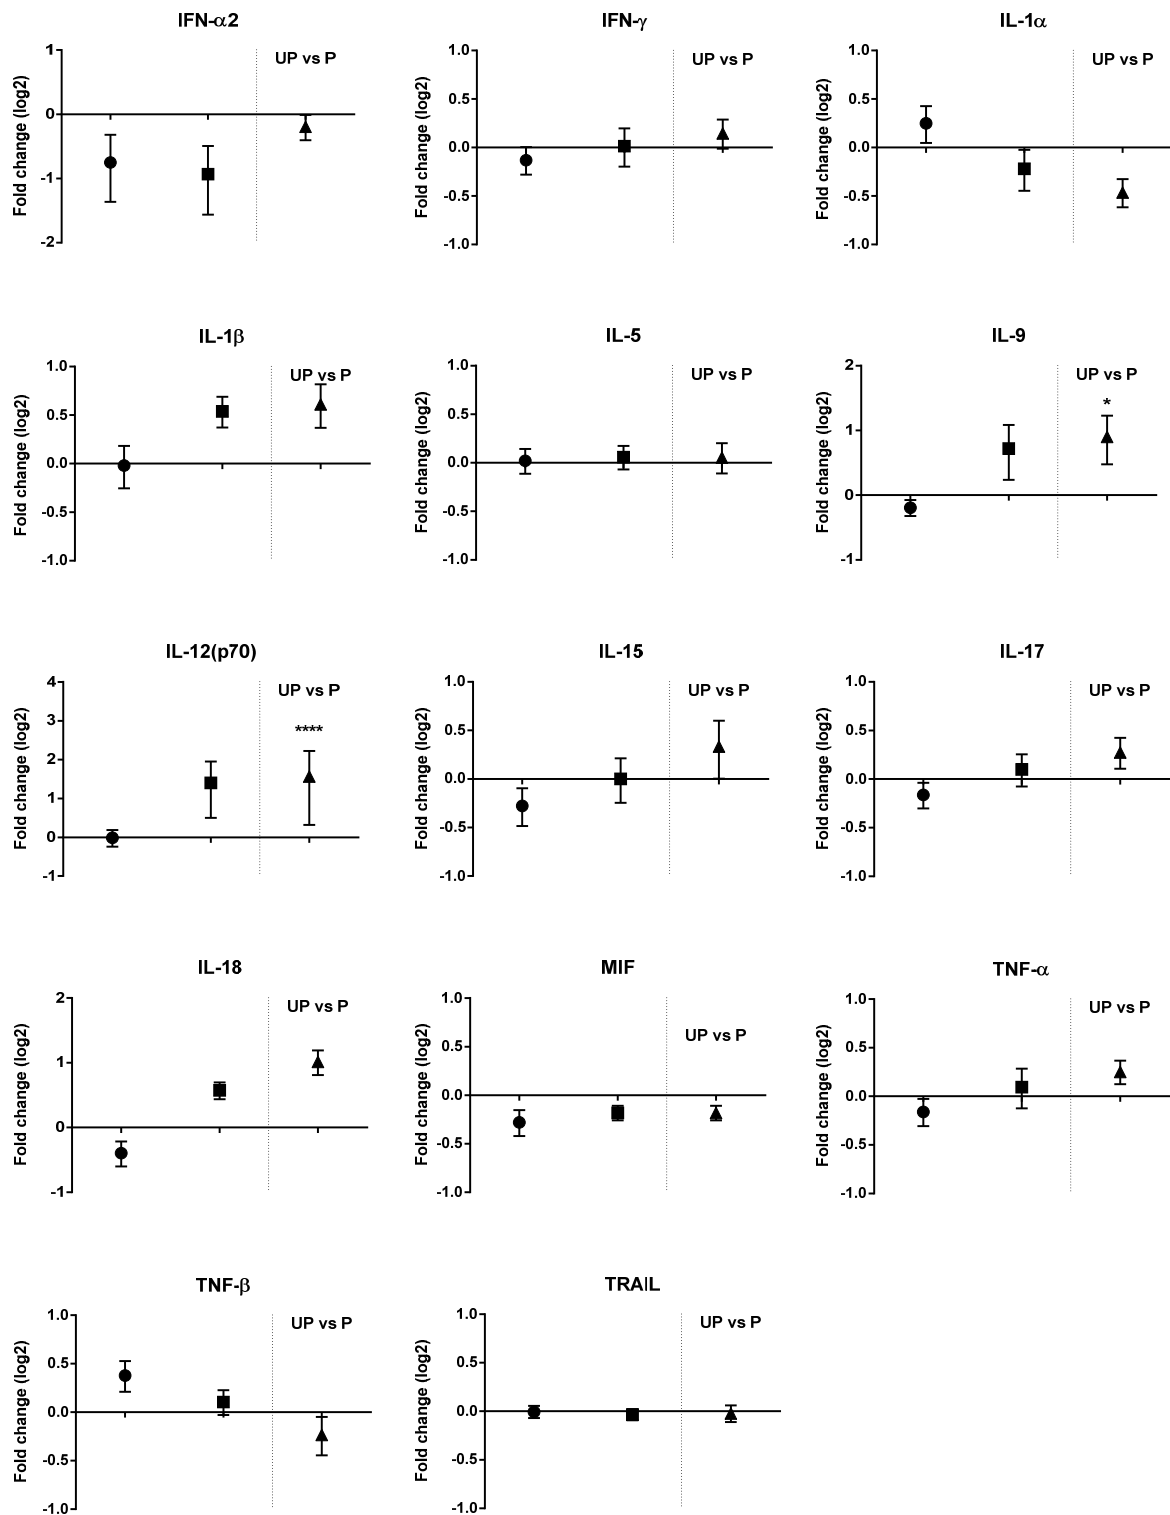 IFN-α2
UP vs P
Fold change (log2)
1
0
-1
-2
IFN-γ
UP vs P
Fold change (log2)
1.0
0.5
0.0
-0.5
-1.0
IL-1α
UP vs P
Fold change (log2)
1.0
0.5
0.0
-0.5
-1.0
IL-1β
UP vs P
Fold change (log2)
1.0
0.5
0.0
-0.5
-1.0
IL-5
UP vs P
Fold change (log2)
1.0
0.5
0.0
-0.5
-1.0
IL-9
UP vs P
*
Fold change (log2)
2
1
0
-1
IL-12(p70)
UP vs P
****
Fold change (log2)
4
3
2
1
0
-1
IL-15
UP vs P
Fold change (log2)
1.0
0.5
0.0
-0.5
-1.0
IL-17
UP vs P
Fold change (log2)
1.0
0.5
0.0
-0.5
-1.0
IL-18
UP vs P
Fold change (log2)
2
1
0
-1
MIF
UP vs P
Fold change (log2)
1.0
0.5
0.0
-0.5
-1.0
TNF-α
UP vs P
Fold change (log2)
1.0
0.5
0.0
-0.5
-1.0
TNF-β
UP vs P
Fold change (log2)
1.0
0.5
0.0
-0.5
-1.0
TRAIL
UP vs P
Fold change (log2)
1.0
0.5
0.0
-0.5
-1.0